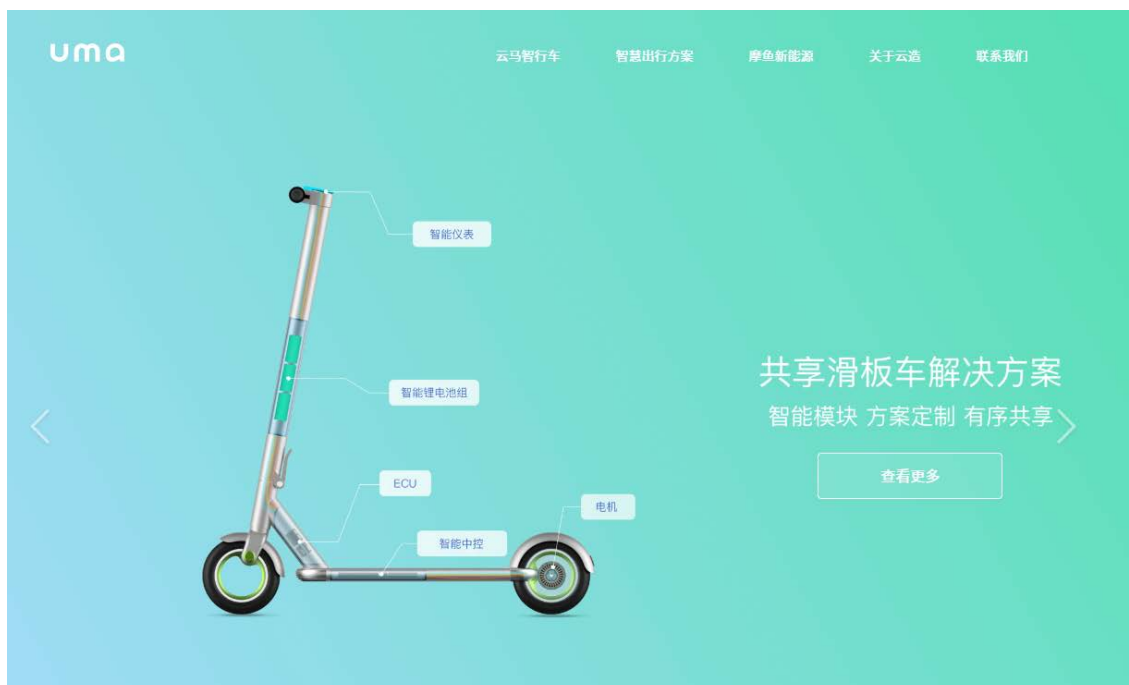 uma
云马智行车 智慧出行方案 摩鱼新能源 关于云造 联系我们
智能仪表
智能锂电池组
ECU
电机
智能中控
共享滑板车解决方案
智能模块 方案定制 有序共享
查看更多